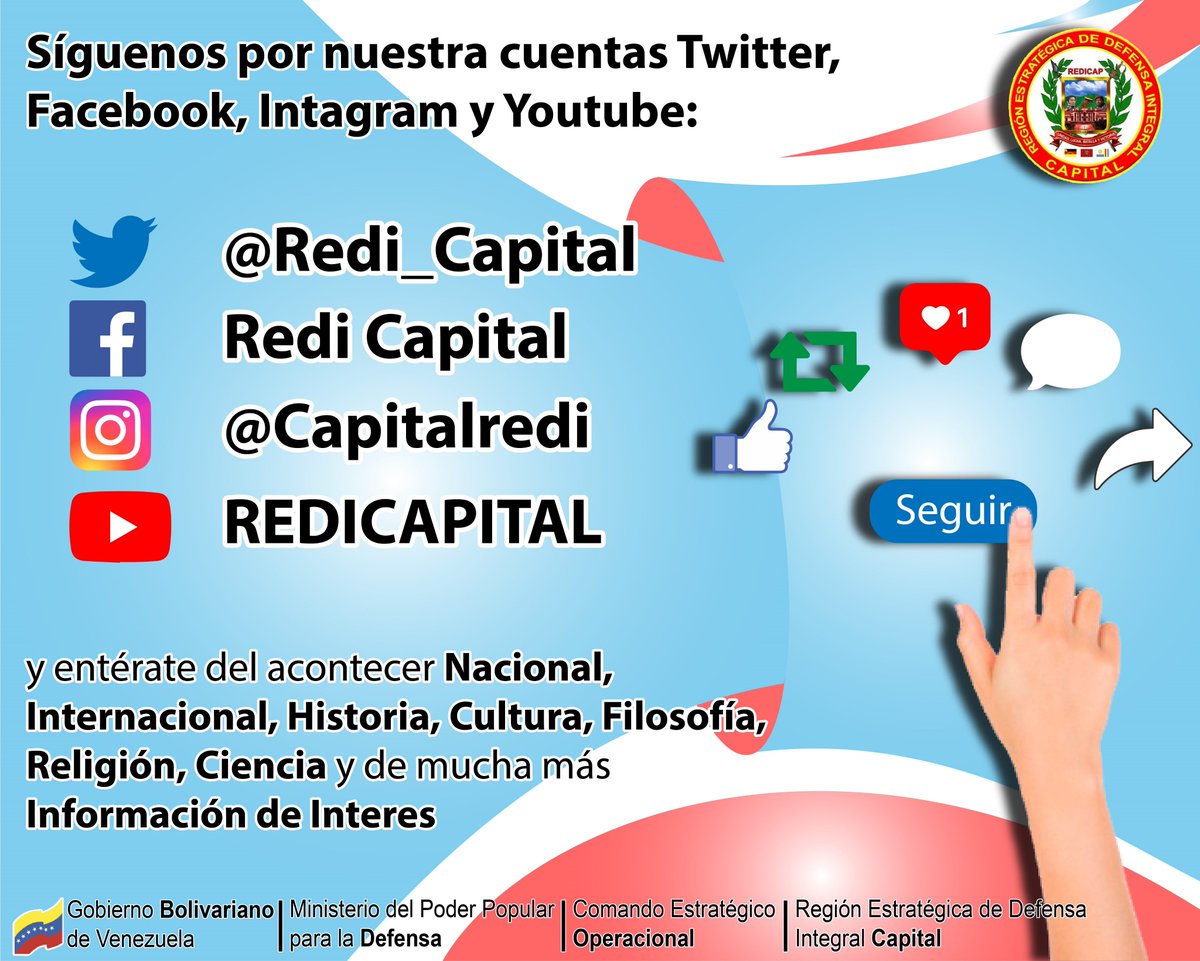 Síguenos por nuestra cuentas Twitter,
Facebook, Intagram y Youtube:
REGIÓN ESTRATÉGICA DE DEFENSA INTEGRAL
CAPITAL
REDICAP
@Redi_Capital
Redi Capital
@Capitalredi
REDICAPITAL
1
Seguir
y entérate del acontecer Nacional,
Internacional, Historia, Cultura, Filosofía,
Religión, Ciencia y de mucha más
Información de Interes
Gobierno Bolivariano
de Venezuela
Ministerio del Poder Popular
para la Defensa
Comando Estratégico
Operacional
Región Estratégica de Defensa
Integral Capital